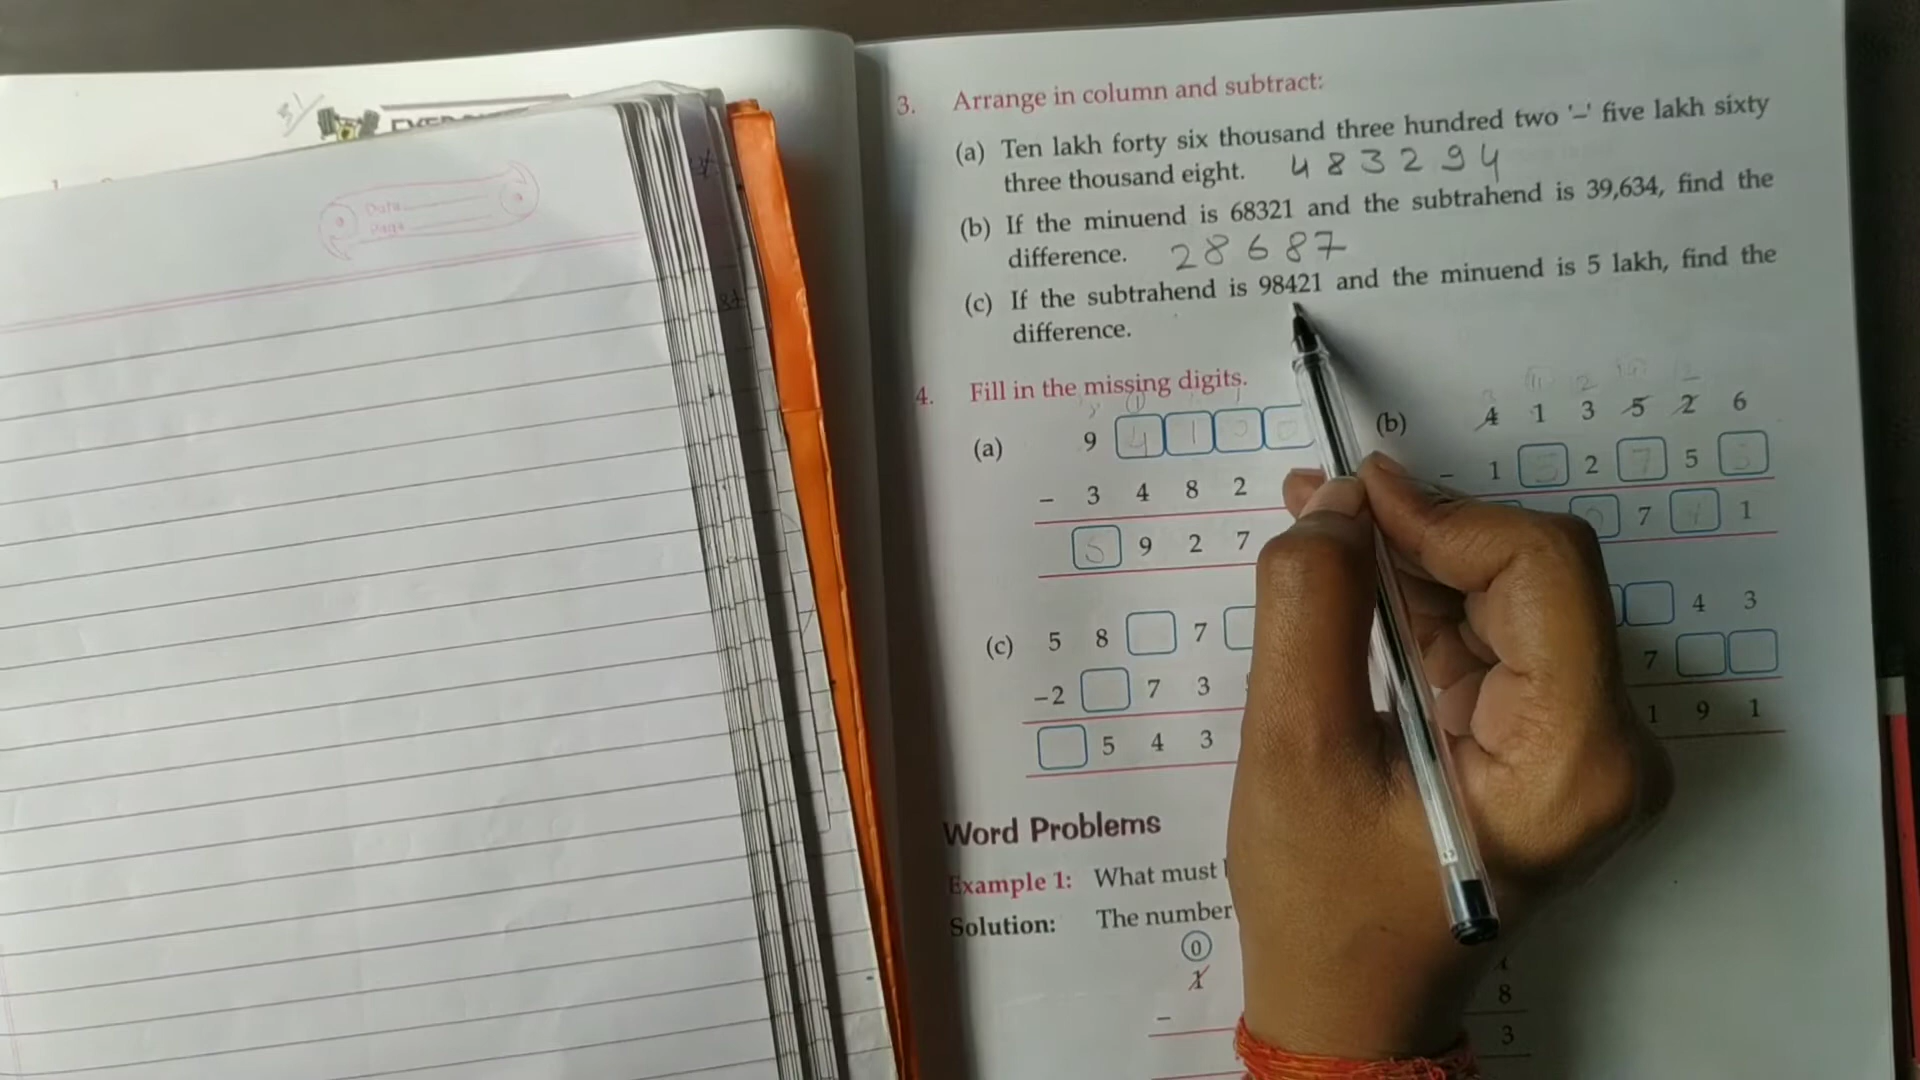 Date
Page
3. Arrange in column and subtract:
(a) Ten lakh forty six thousand three hundred two '–' five lakh sixty
three thousand eight. 483294
(b) If the minuend is 68321 and the subtrahend is 39,634, find the
difference. 28687
(c) If the subtrahend is 98421 and the minuend is 5 lakh, find the
difference.
4. Fill in the missing digits.
(a) 9 4 1
– 3 4 8 2
5 9 2 7
(b) 4 1 3 5 2 6
– 1 5 2 7 5
7 1
(c) 5 8 7
–2 7 3
5 4 3
4 3
7
1 9 1
Word Problems
Example 1: What must
Solution: The number
0
1
8
–
3